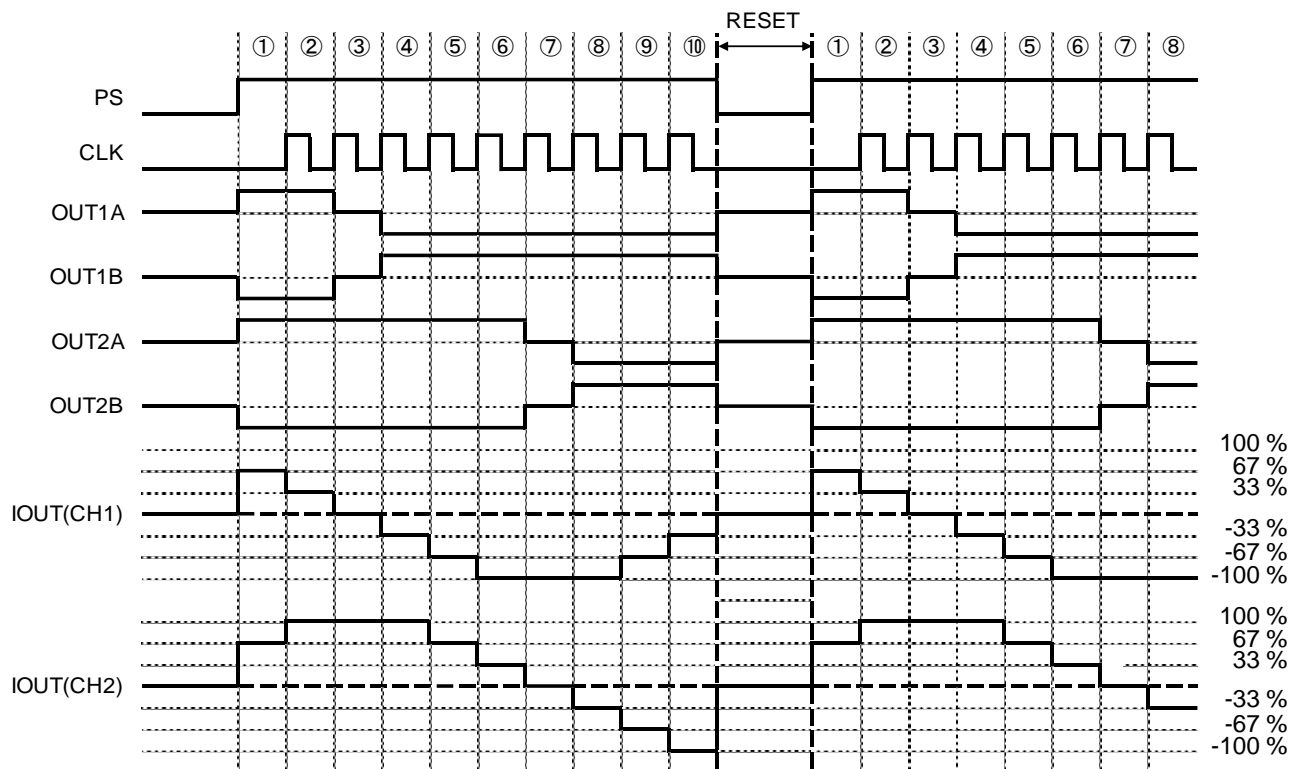 RESET
① ② ③ ④ ⑤ ⑥ ⑦ ⑧ ⑨ ⑩ ① ② ③ ④ ⑤ ⑥ ⑦ ⑧
PS
CLK
OUT1A
OUT1B
OUT2A
OUT2B
100 %
67 %
33 %
IOUT(CH1)
-33 %
-67 %
-100 %
100 %
67 %
33 %
IOUT(CH2)
-33 %
-67 %
-100 %